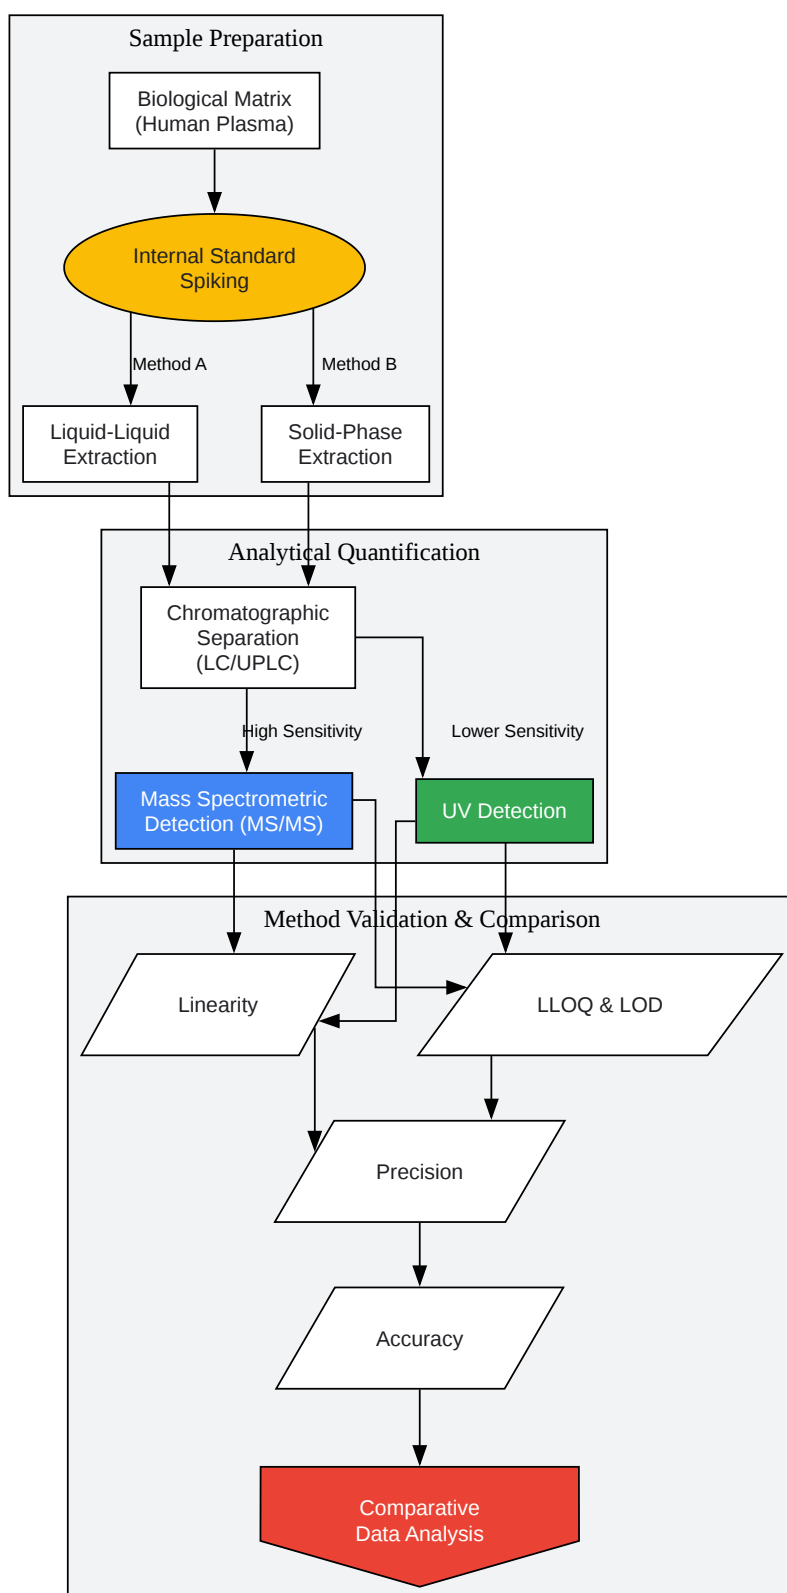 Sample Preparation
Biological Matrix
(Human Plasma)
Internal Standard
Spiking
Method A
Method B
Liquid-Liquid
Extraction
Solid-Phase
Extraction
Analytical Quantification
Chromatographic
Separation
(LC/UPLC)
High Sensitivity
Lower Sensitivity
Mass Spectrometric
Detection (MS/MS)
UV Detection
Method Validation & Comparison
Linearity
LLOQ & LOD
Precision
Accuracy
Comparative
Data Analysis